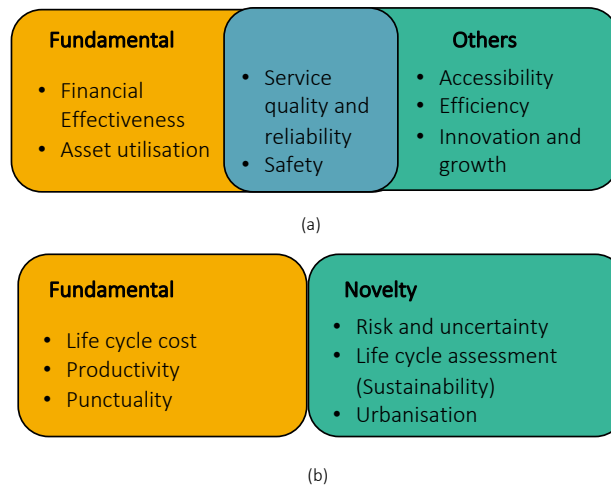 Fundamental
• Financial
Effectiveness
• Asset utilisation
• Service
quality and
reliability
• Safety
Others
• Accessibility
• Efficiency
• Innovation and
growth
(a)
Fundamental
• Life cycle cost
• Productivity
• Punctuality
Novelty
• Risk and uncertainty
• Life cycle assessment
(Sustainability)
• Urbanisation
(b)